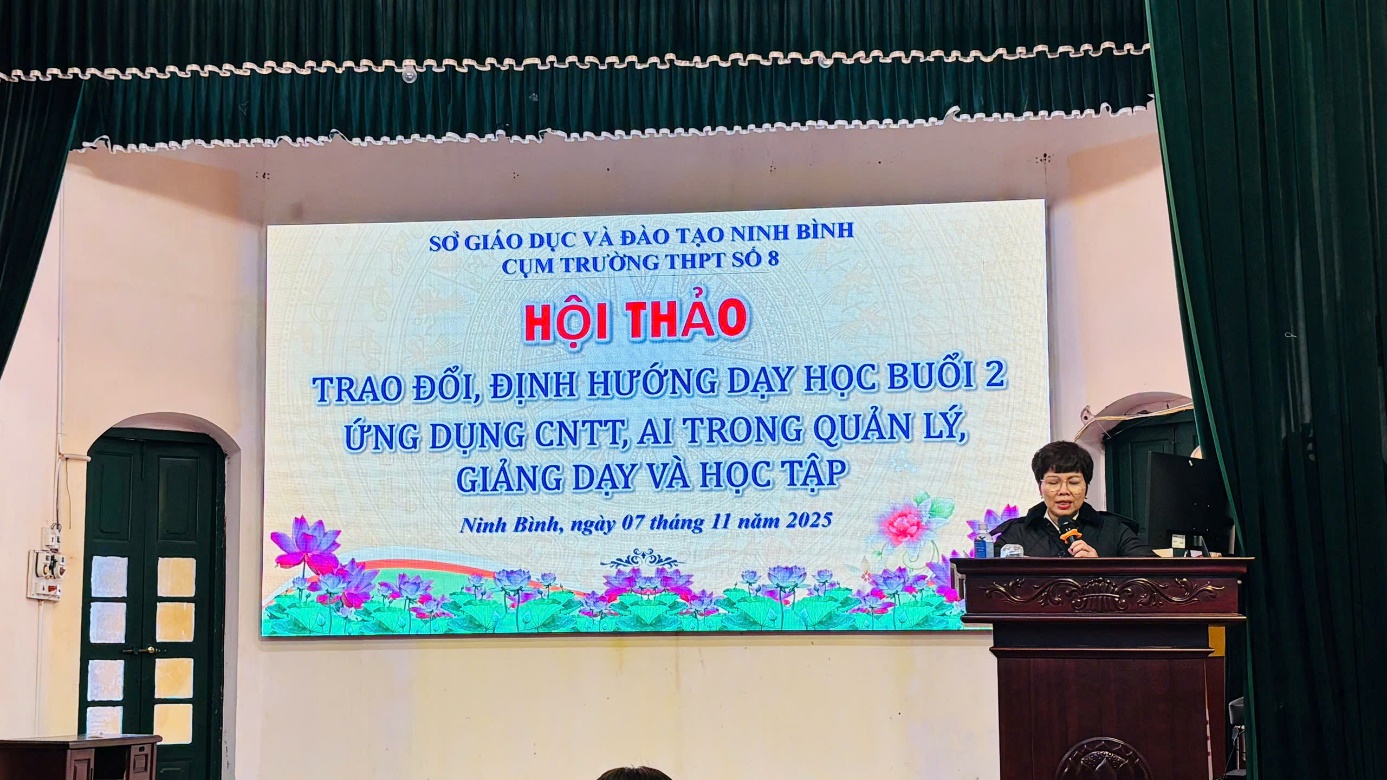 SỞ GIÁO DỤC VÀ ĐÀO TẠO NINH BÌNH
CỤM TRƯỜNG THPT SỐ 8
HỘI THẢO
TRAO ĐỔI, ĐỊNH HƯỚNG DẠY HỌC BUỔI 2
ỨNG DỤNG CNTT, AI TRONG QUẢN LÝ,
GIẢNG DẠY VÀ HỌC TẬP
Ninh Bình, ngày 07 tháng 11 năm 2025